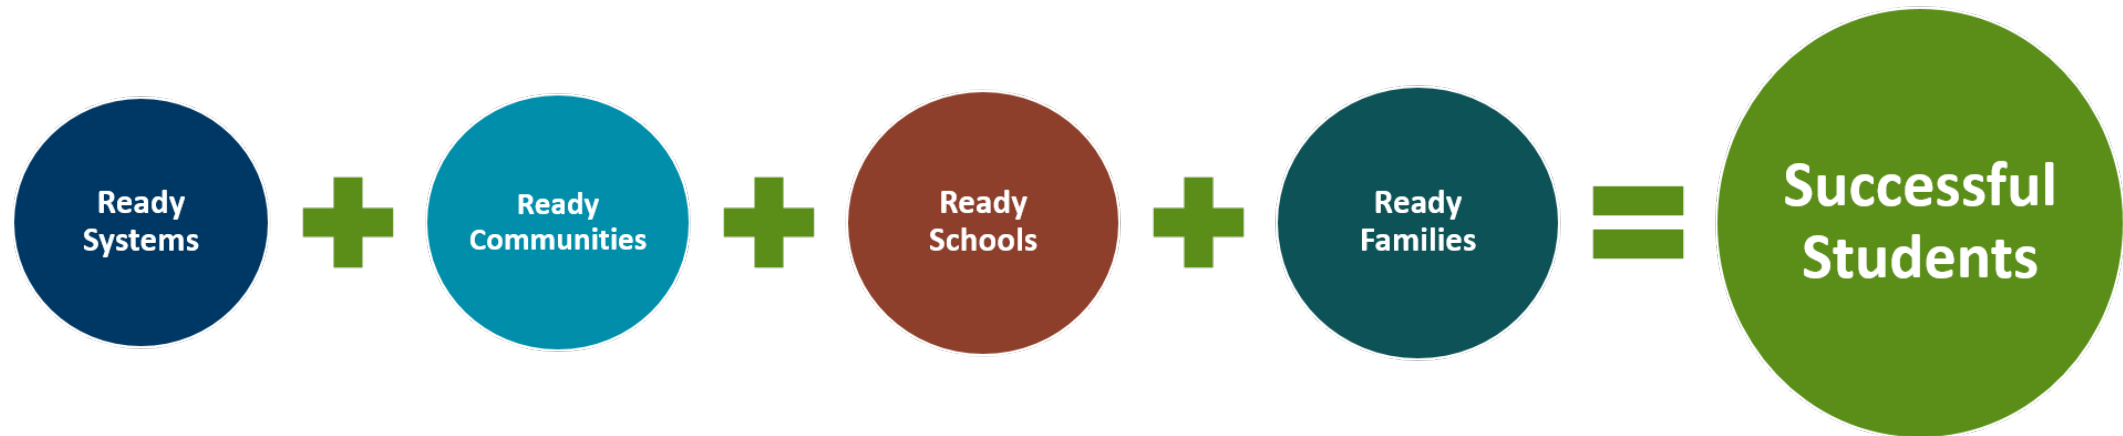 Ready
Systems
Ready
Communities
Ready
Schools
Ready
Families
Successful
Students